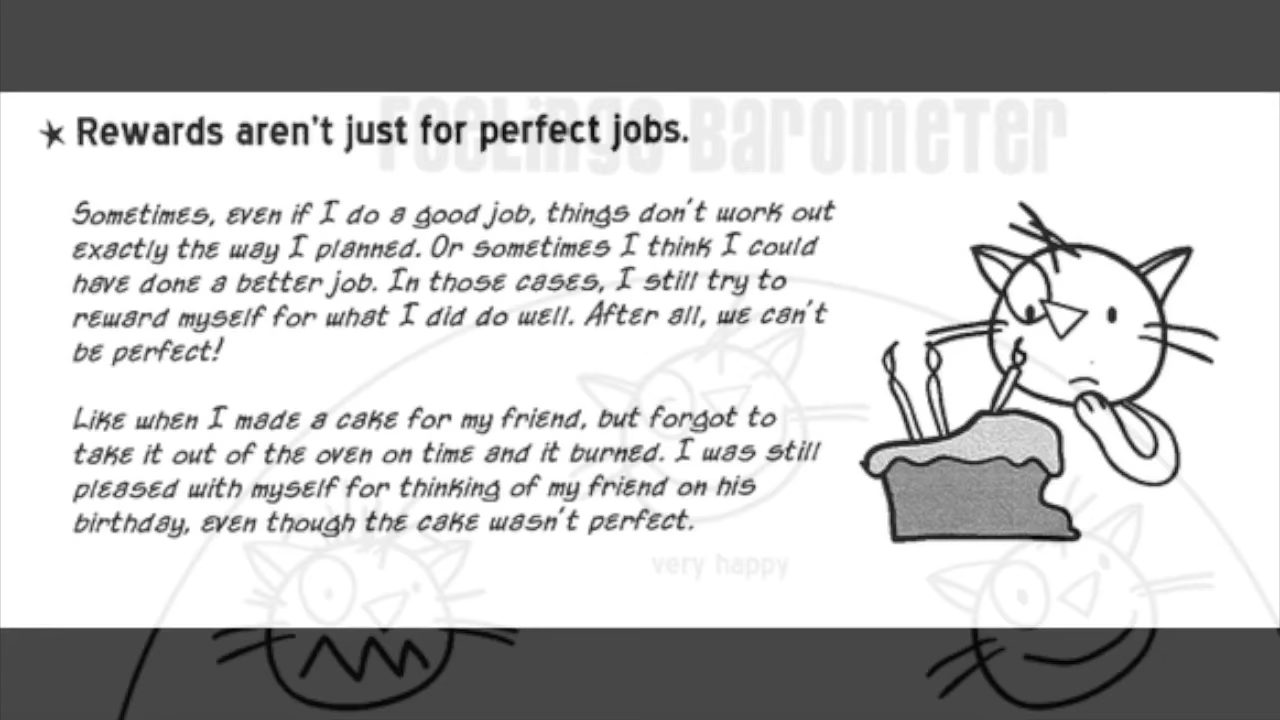 Feelings Barometer
★ Rewards aren't just for perfect jobs.
Sometimes, even if I do a good job, things don't work out
exactly the way I planned. Or sometimes I think I could
have done a better job. In those cases, I still try to
reward myself for what I did do well. After all, we can't
be perfect!
Like when I made a cake for my friend, but forgot to
take it out of the oven on time and it burned. I was still
pleased with myself for thinking of my friend on his
birthday, even though the cake wasn't perfect.
very happy